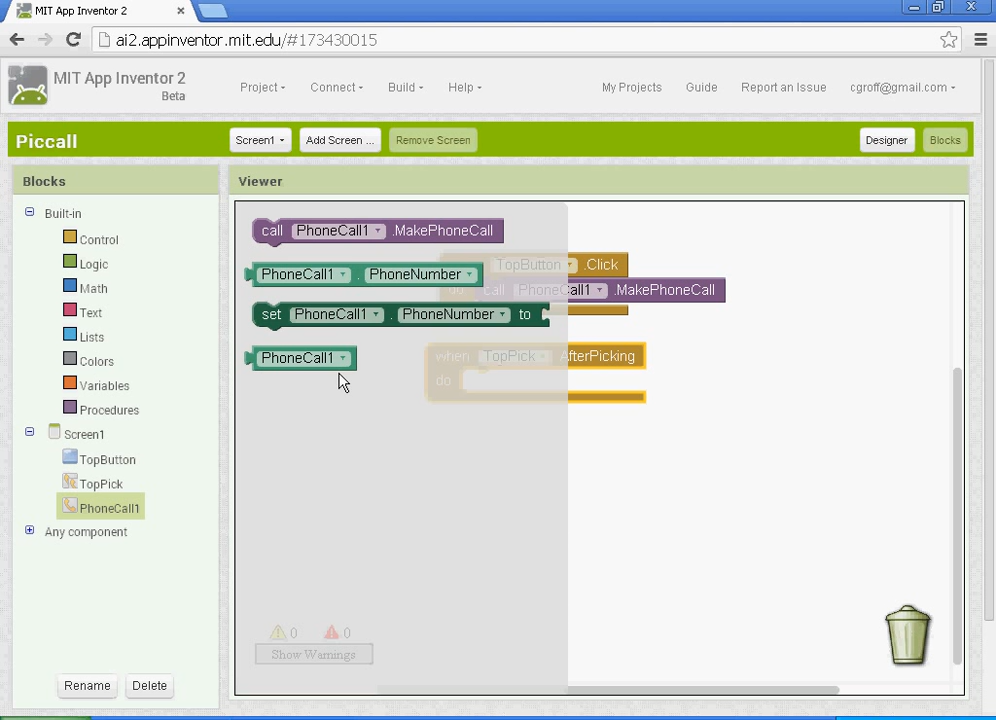 MIT App Inventor 2
ai2.appinventor.mit.edu/#173430015
MIT App Inventor 2
Beta
Project
Connect
Build
Help
My Projects
Guide
Report an Issue
cgroff@gmail.com
Piccall
Screen1
Add Screen ...
Remove Screen
Designer
Blocks
Blocks
Viewer
Built-in
Control
Logic
Math
Text
Lists
Colors
Variables
Procedures
Screen1
TopButton
TopPick
PhoneCall1
Any component
Rename
Delete
call PhoneCall1 .MakePhoneCall
PhoneCall1 . PhoneNumber
set PhoneCall1 . PhoneNumber to
PhoneCall1
TopButton .Click
do call PhoneCall1 .MakePhoneCall
when TopPick .AfterPicking
do
0 0
Show Warnings